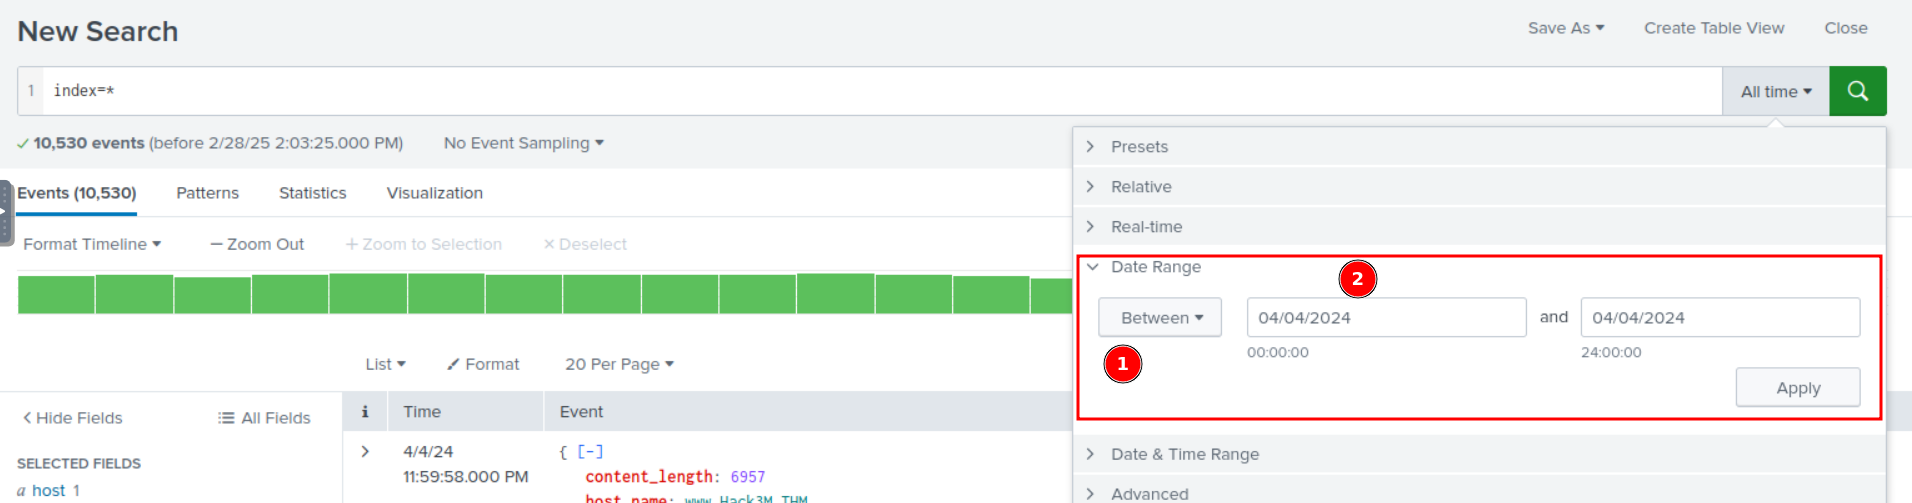 New Search
Save As Create Table View Close
1 index=*
All time
10,530 events (before 2/28/25 2:03:25.000 PM) No Event Sampling
Presets
Relative
Real-time
Date Range
2
Between 04/04/2024 and 04/04/2024
00:00:00 24:00:00
1
Apply
Date & Time Range
Advanced
Events (10,530) Patterns Statistics Visualization
Format Timeline — Zoom Out + Zoom to Selection × Deselect
List Format 20 Per Page
< Hide Fields All Fields
i Time Event
SELECTED FIELDS
a host 1
> 4/4/24
11:59:58.000 PM
{ [-]
content_length: 6957
host_name: www.Hack3M.THM